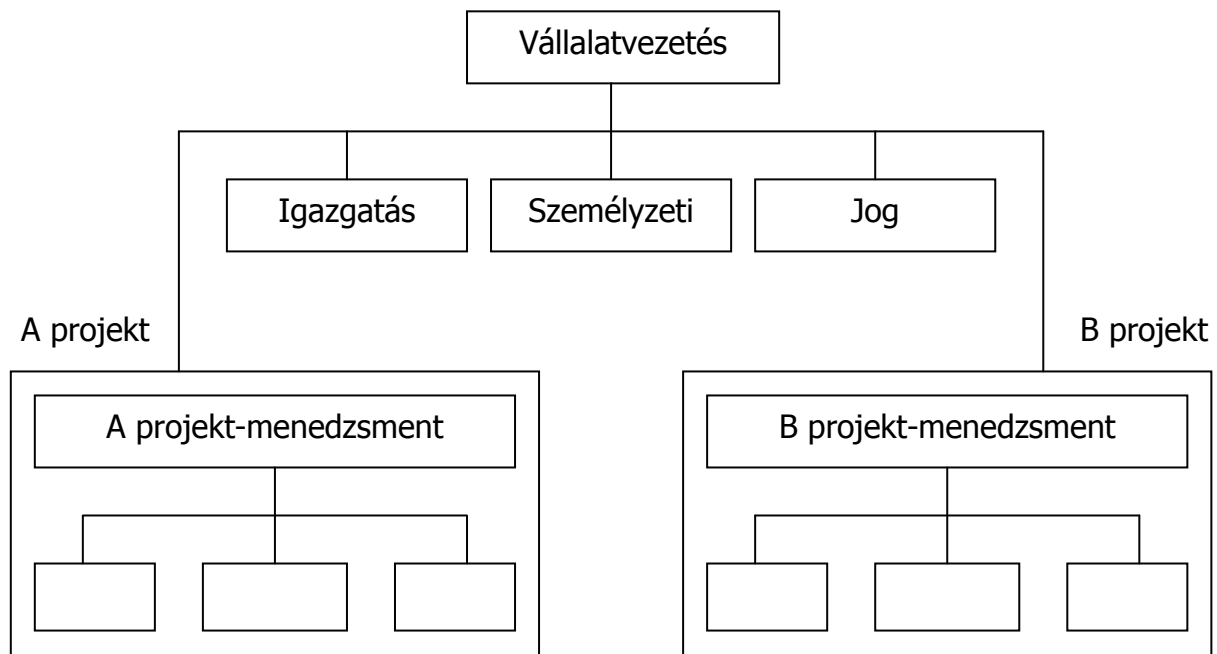 Vállalatvezetés
Igazgatás
Személyzeti
Jog
A projekt
B projekt
A projekt-menedzsment
B projekt-menedzsment